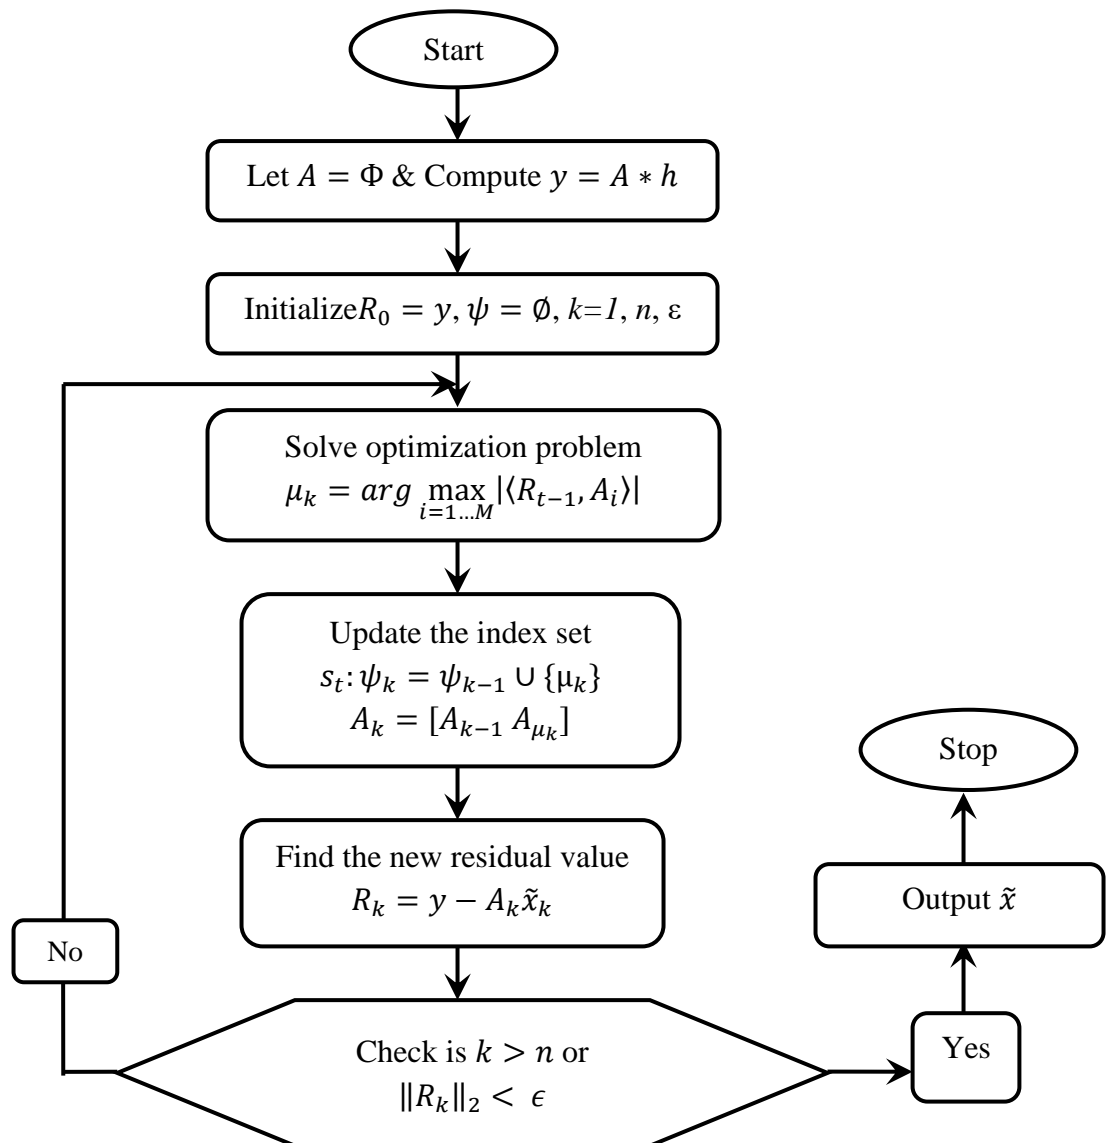 Start
Let A = Φ & Compute y = A ∗ h
InitializeR₀ = y, ψ = ∅, k=1, n, ε
Solve optimization problem
μₖ = arg max |⟨Rₜ₋₁, Aᵢ⟩|
i=1…M
Update the index set
sₜ: ψₖ = ψₖ₋₁ ∪ {μₖ}
Aₖ = [Aₖ₋₁ A_μₖ]
Find the new residual value
Rₖ = y − Aₖx̃ₖ
Check is k > n or
‖Rₖ‖₂ < ϵ
No
Yes
Output x̃
Stop